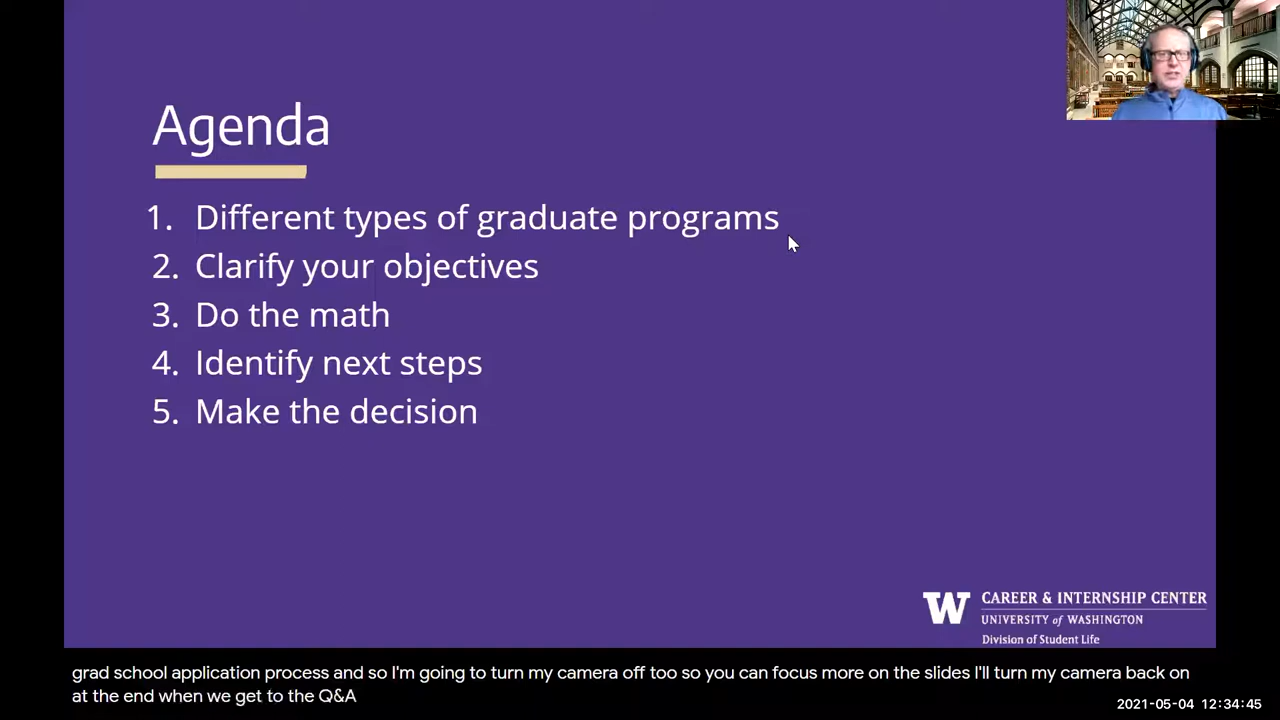 Agenda
1. Different types of graduate programs
2. Clarify your objectives
3. Do the math
4. Identify next steps
5. Make the decision
W CAREER & INTERNSHIP CENTER
UNIVERSITY of WASHINGTON
Division of Student Life
grad school application process and so I'm going to turn my camera off too so you can focus more on the slides I'll turn my camera back on
at the end when we get to the Q&A
2021-05-04 12:34:45